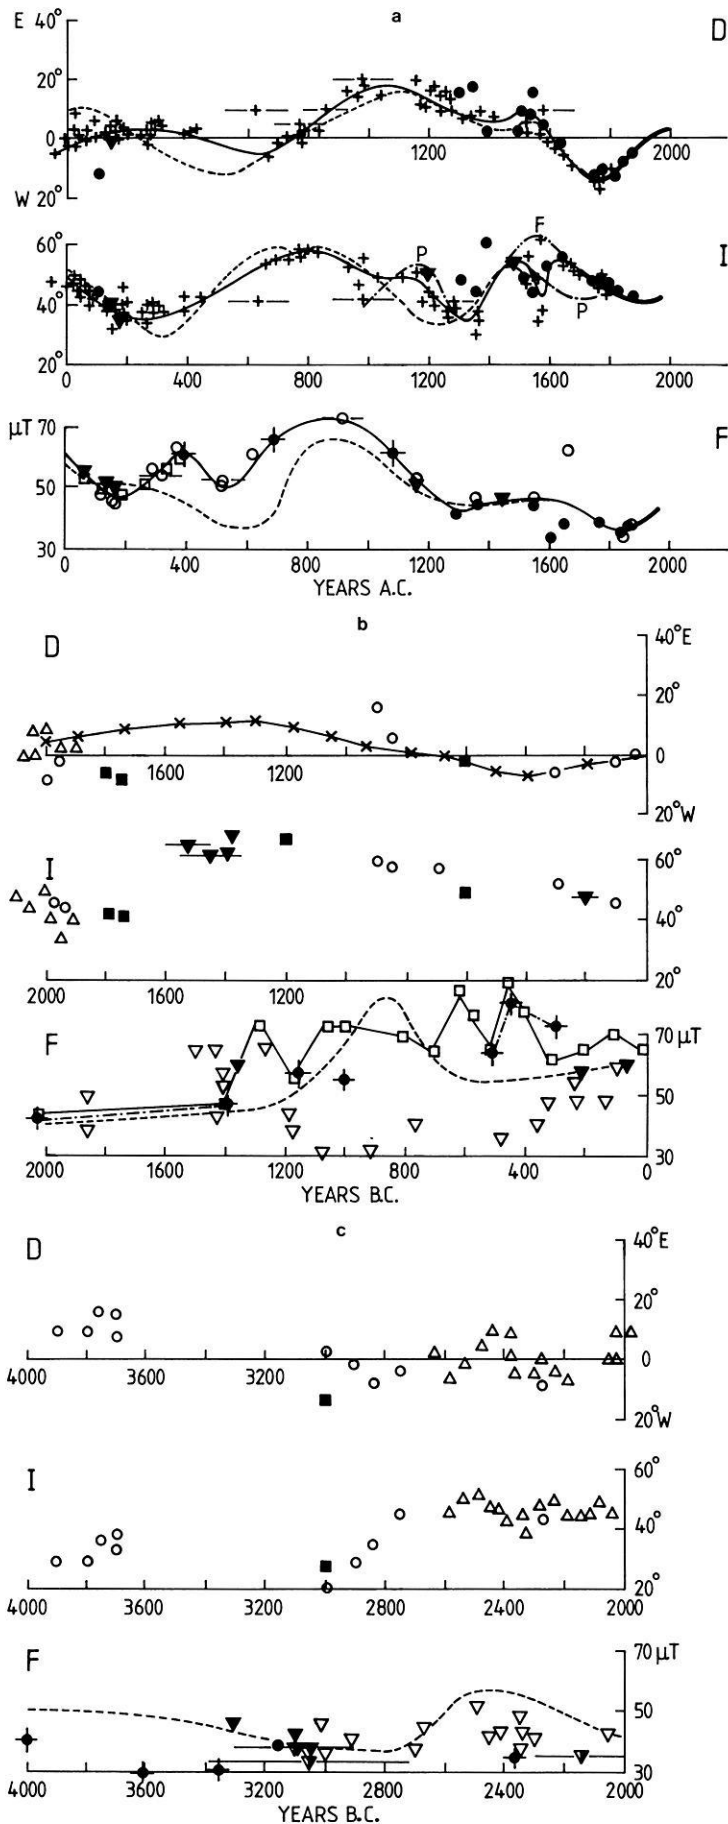 a
E 40° D
20°
0 1200 2000
W 20°
60° I
P F
40°
P
20°
0 400 800 1200 1600 2000
μT 70 F
50
30
0 400 800 1200 1600 2000
YEARS A.C.
b
D 40°E
20°
1600 1200 0
20°W
I 60°
40°
20°
2000 1600 1200
F 70 μT
50
30
2000 1600 1200 800 400 0
YEARS B.C.
c
D 40°E
20°
0
4000 3600 3200
20°W
I 60°
40°
20°
4000 3600 3200 2800 2400 2000
F 70 μT
50
30
4000 3600 3200 2800 2400 2000
YEARS B.C.